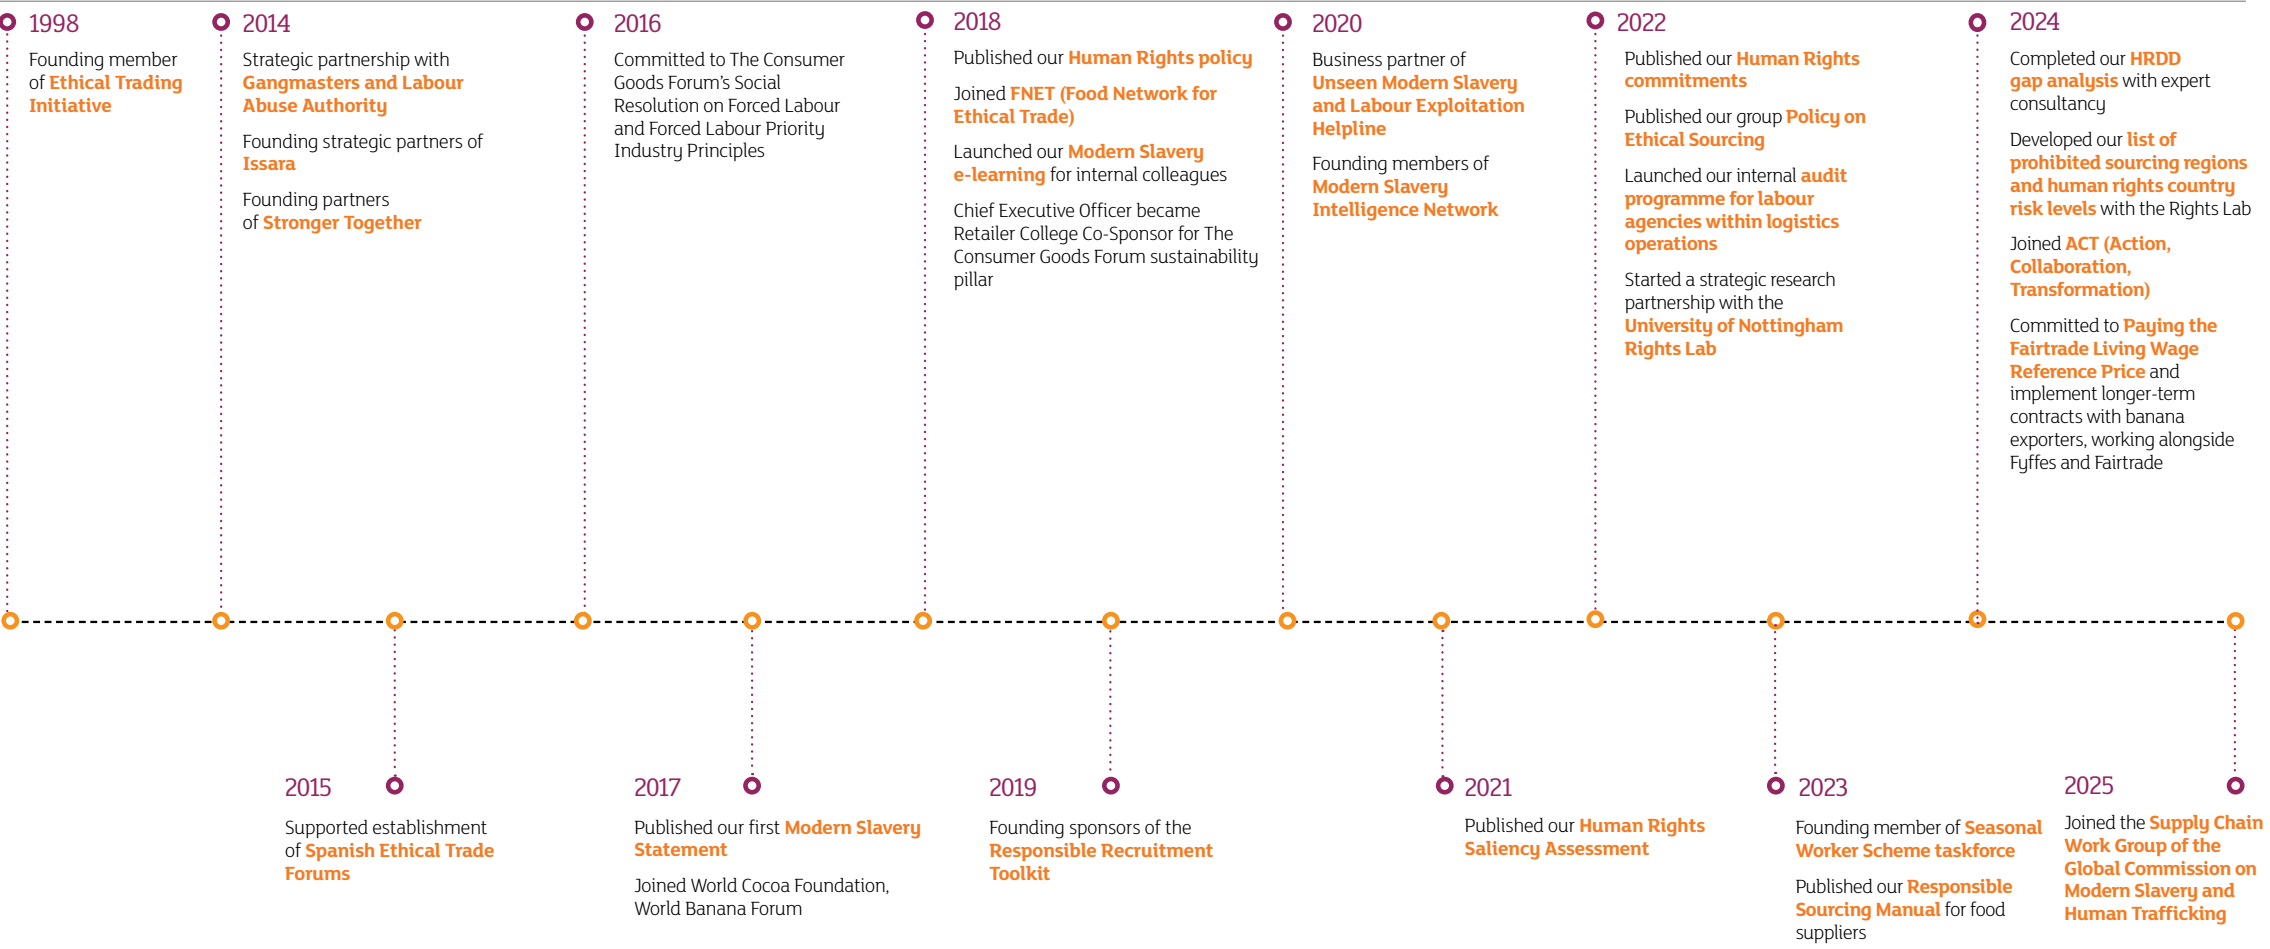 1998
Founding member
of Ethical Trading
Initiative
2014
Strategic partnership with
Gangmasters and Labour
Abuse Authority
Founding strategic partners of
Issara
Founding partners
of Stronger Together
2016
Committed to The Consumer
Goods Forum's Social
Resolution on Forced Labour
and Forced Labour Priority
Industry Principles
2018
Published our Human Rights policy
Joined FNET (Food Network for
Ethical Trade)
Launched our Modern Slavery
e-learning for internal colleagues
Chief Executive Officer became
Retailer College Co-Sponsor for The
Consumer Goods Forum sustainability
pillar
2020
Business partner of
Unseen Modern Slavery
and Labour Exploitation
Helpline
Founding members of
Modern Slavery
Intelligence Network
2022
Published our Human Rights
commitments
Published our group Policy on
Ethical Sourcing
Launched our internal audit
programme for labour
agencies within logistics
operations
Started a strategic research
partnership with the
University of Nottingham
Rights Lab
2024
Completed our HRDD
gap analysis with expert
consultancy
Developed our list of
prohibited sourcing regions
and human rights country
risk levels with the Rights Lab
Joined ACT (Action,
Collaboration,
Transformation)
Committed to Paying the
Fairtrade Living Wage
Reference Price and
implement longer-term
contracts with banana
exporters, working alongside
Fyffes and Fairtrade
2015
Supported establishment
of Spanish Ethical Trade
Forums
2017
Published our first Modern Slavery
Statement
Joined World Cocoa Foundation,
World Banana Forum
2019
Founding sponsors of the
Responsible Recruitment
Toolkit
2021
Published our Human Rights
Saliency Assessment
2023
Founding member of Seasonal
Worker Scheme taskforce
Published our Responsible
Sourcing Manual for food
suppliers
2025
Joined the Supply Chain
Work Group of the
Global Commission on
Modern Slavery and
Human Trafficking